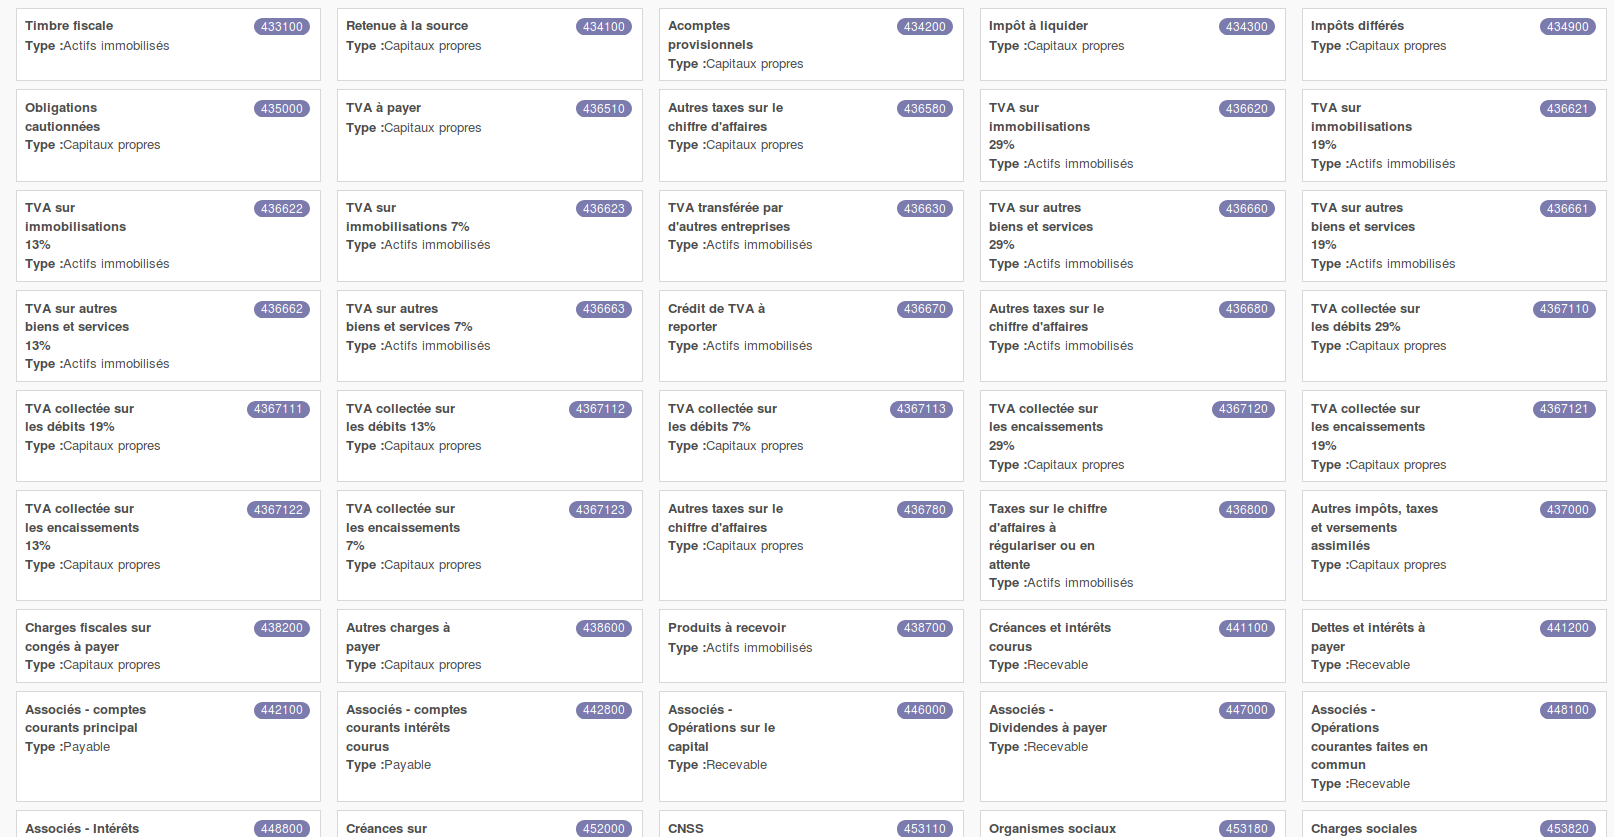 Timbre fiscale 433100
Type :Actifs immobilisés
Retenue à la source 434100
Type :Capitaux propres
Acomptes 434200
provisionnels
Type :Capitaux propres
Impôt à liquider 434300
Type :Capitaux propres
Impôts différés 434900
Type :Capitaux propres
Obligations 435000
cautionnées
Type :Capitaux propres
TVA à payer 436510
Type :Capitaux propres
Autres taxes sur le 436580
chiffre d'affaires
Type :Capitaux propres
TVA sur 436620
immobilisations
29%
Type :Actifs immobilisés
TVA sur 436621
immobilisations
19%
Type :Actifs immobilisés
TVA sur 436622
immobilisations
13%
Type :Actifs immobilisés
TVA sur 436623
immobilisations 7%
Type :Actifs immobilisés
TVA transférée par 436630
d'autres entreprises
Type :Actifs immobilisés
TVA sur autres 436660
biens et services
29%
Type :Actifs immobilisés
TVA sur autres 436661
biens et services
19%
Type :Actifs immobilisés
TVA sur autres 436662
biens et services
13%
Type :Actifs immobilisés
TVA sur autres 436663
biens et services 7%
Type :Actifs immobilisés
Crédit de TVA à 436670
reporter
Type :Actifs immobilisés
Autres taxes sur le 436680
chiffre d'affaires
Type :Actifs immobilisés
TVA collectée sur 4367110
les débits 29%
Type :Capitaux propres
TVA collectée sur 4367111
les débits 19%
Type :Capitaux propres
TVA collectée sur 4367112
les débits 13%
Type :Capitaux propres
TVA collectée sur 4367113
les débits 7%
Type :Capitaux propres
TVA collectée sur 4367120
les encaissements
29%
Type :Capitaux propres
TVA collectée sur 4367121
les encaissements
19%
Type :Capitaux propres
TVA collectée sur 4367122
les encaissements
13%
Type :Capitaux propres
TVA collectée sur 4367123
les encaissements
7%
Type :Capitaux propres
Autres taxes sur le 436780
chiffre d'affaires
Type :Capitaux propres
Taxes sur le chiffre 436800
d'affaires à
régulariser ou en
attente
Type :Actifs immobilisés
Autres impôts, taxes 437000
et versements
assimilés
Type :Capitaux propres
Charges fiscales sur 438200
congés à payer
Type :Capitaux propres
Autres charges à 438600
payer
Type :Capitaux propres
Produits à recevoir 438700
Type :Actifs immobilisés
Créances et intérêts 441100
courus
Type :Recevable
Dettes et intérêts à 441200
payer
Type :Recevable
Associés - comptes 442100
courants principal
Type :Payable
Associés - comptes 442800
courants intérêts
courus
Type :Payable
Associés - 446000
Opérations sur le
capital
Type :Recevable
Associés - 447000
Dividendes à payer
Type :Recevable
Associés - 448100
Opérations
courantes faites en
commun
Type :Recevable
Associés - Intérêts 448800
Créances sur 452000
CNSS 453110
Organismes sociaux 453180
Charges sociales 453820